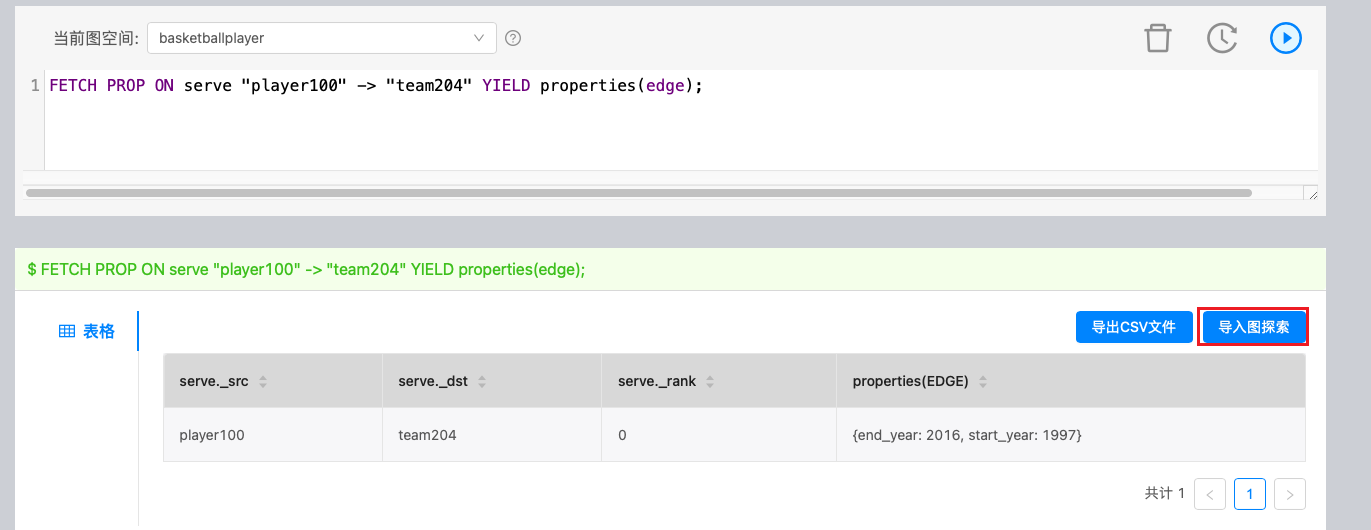 当前图空间: basketballplayer
1 FETCH PROP ON serve "player100" -> "team204" YIELD properties(edge);
$ FETCH PROP ON serve "player100" -> "team204" YIELD properties(edge);
表格 导出CSV文件 导入图探索
serve._src serve._dst serve._rank properties(EDGE)
player100 team204 0 {end_year: 2016, start_year: 1997}
共计 1 < 1 >